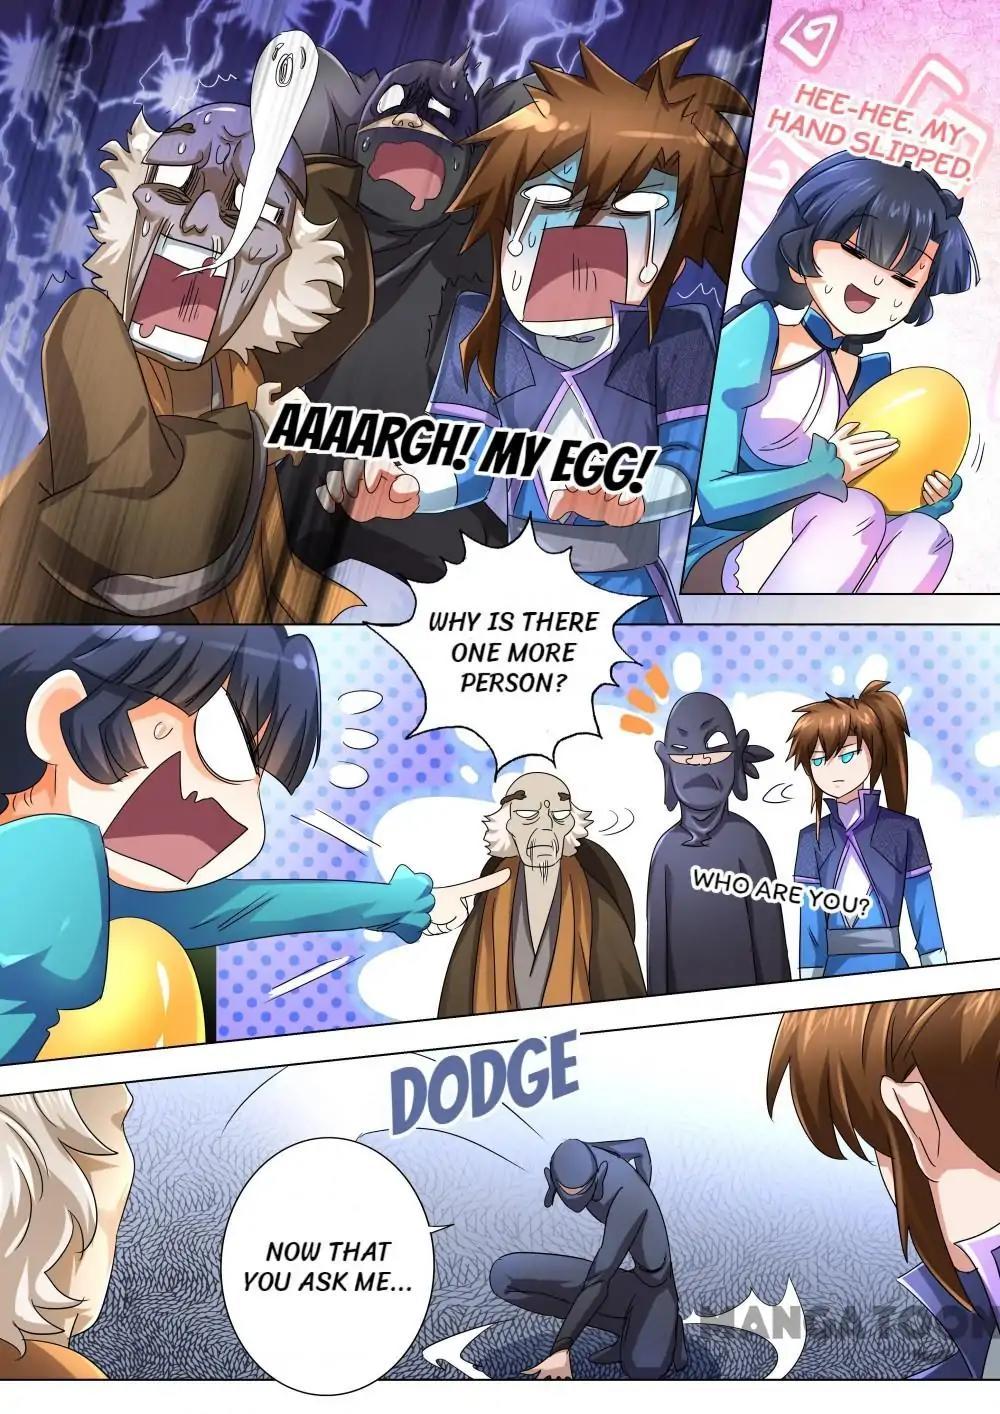 HEE-HEE. MY
HAND SLIPPED.
AAAARGH! MY EGG!
WHY IS THERE
ONE MORE
PERSON?
WHO ARE YOU?
DODGE
NOW THAT
YOU ASK ME...
MANGATOON